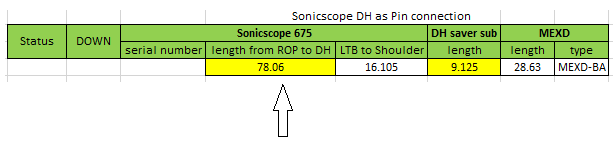 Sonicscope DH as Pin connection
Status DOWN Sonicscope 675 DH saver sub MEXD
serial number length from ROP to DH LTB to Shoulder length length type
78.06 16.105 9.125 28.63 MEXD-BA